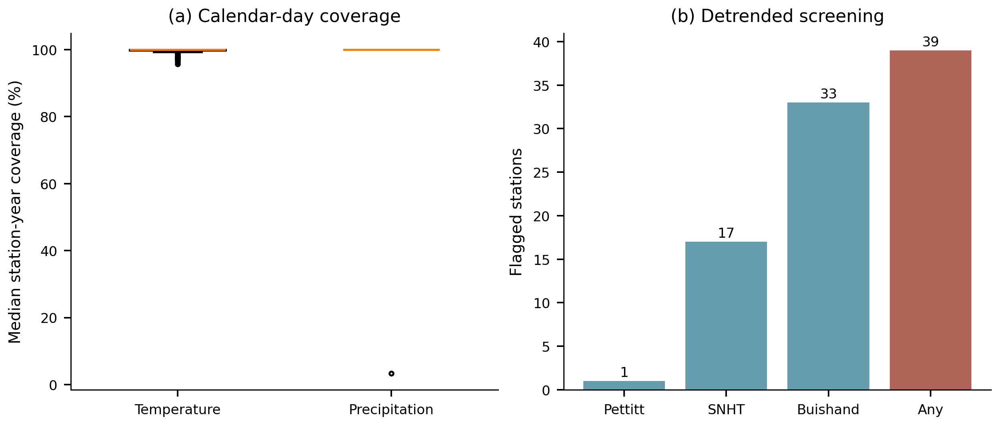 (a) Calendar-day coverage
Median station-year coverage (%)
100
80
60
40
20
0
Temperature
Precipitation
(b) Detrended screening
Flagged stations
40
35
30
25
20
15
10
5
0
1
17
33
39
Pettitt
SNHT
Buishand
Any